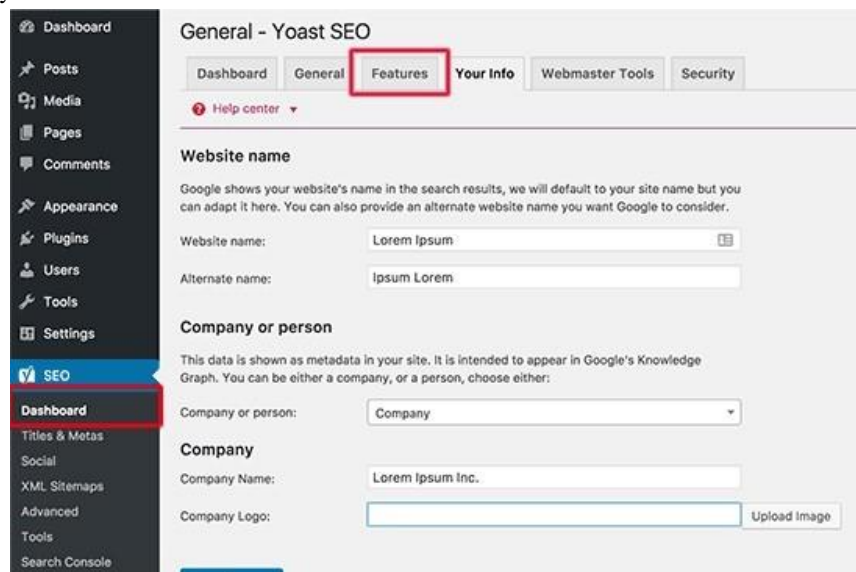 Dashboard
Posts
Media
Pages
Comments
Appearance
Plugins
Users
Tools
Settings
SEO
Dashboard
Titles & Metas
Social
XML Sitemaps
Advanced
Tools
Search Console
General - Yoast SEO
Dashboard General Features Your Info Webmaster Tools Security
Help center
Website name
Google shows your website's name in the search results, we will default to your site name but you
can adapt it here. You can also provide an alternate website name you want Google to consider.
Website name: Lorem Ipsum
Alternate name: Ipsum Lorem
Company or person
This data is shown as metadata in your site. It is intended to appear in Google's Knowledge
Graph. You can be either a company, or a person, choose either:
Company or person: Company
Company
Company Name: Lorem Ipsum Inc.
Company Logo: Upload Image